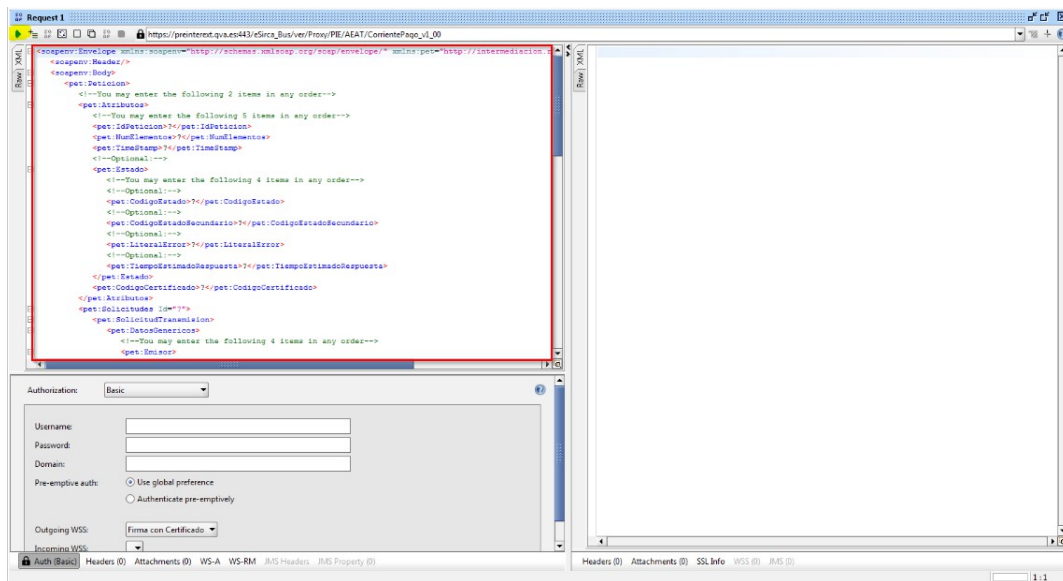 Request 1
https://preinterext.gva.es:443/eSirca_Bus/ver/Proxy/PIE/AEAT/CorrientePago_v1_00
XML
Raw
<soapenv:Envelope xmlns:soapenv="http://schemas.xmlsoap.org/soap/envelope/" xmlns:pet="http://intermediacion.r
<soapenv:Header/>
<soapenv:Body>
<pet:Peticion>
<!--You may enter the following 2 items in any order-->
<pet:Atributos>
<!--You may enter the following 5 items in any order-->
<pet:IdPeticion>?</pet:IdPeticion>
<pet:NumElementos>?</pet:NumElementos>
<pet:TimeStamp>?</pet:TimeStamp>
<!--Optional:-->
<pet:Estado>
<!--You may enter the following 4 items in any order-->
<!--Optional:-->
<pet:CodigoEstado>?</pet:CodigoEstado>
<!--Optional:-->
<pet:CodigoEstadoSecundario>?</pet:CodigoEstadoSecundario>
<!--Optional:-->
<pet:LiteralError>?</pet:LiteralError>
<!--Optional:-->
<pet:TiempoEstimadoRespuesta>?</pet:TiempoEstimadoRespuesta>
</pet:Estado>
<pet:CodigoCertificado>?</pet:CodigoCertificado>
</pet:Atributos>
<pet:Solicitudes Id="?">
<pet:SolicitudTransmision>
<pet:DatosGenericos>
<!--You may enter the following 4 items in any order-->
<pet:Emisor>
Authorization: Basic
Username:
Password:
Domain:
Pre-emptive auth: Use global preference
Authenticate pre-emptively
Outgoing WSS: Firma con Certificado
Incoming WSS:
Auth (Basic) Headers (0) Attachments (0) WS-A WS-RM JMS Headers JMS Property (0)
XML
Raw
Headers (0) Attachments (0) SSL Info WSS (0) JMS (0)
1:1